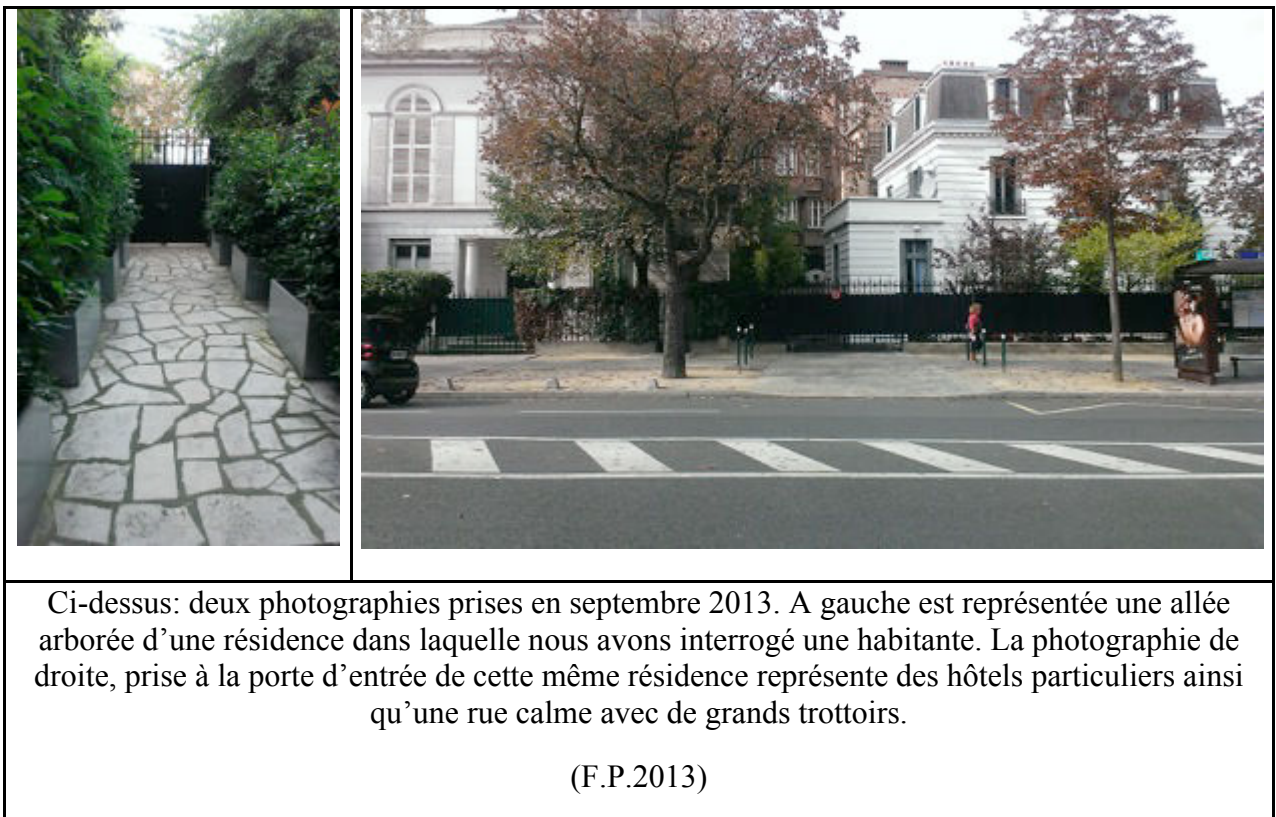 Ci-dessus: deux photographies prises en septembre 2013. A gauche est représentée une allée
arborée d’une résidence dans laquelle nous avons interrogé une habitante. La photographie de
droite, prise à la porte d’entrée de cette même résidence représente des hôtels particuliers ainsi
qu’une rue calme avec de grands trottoirs.
(F.P.2013)